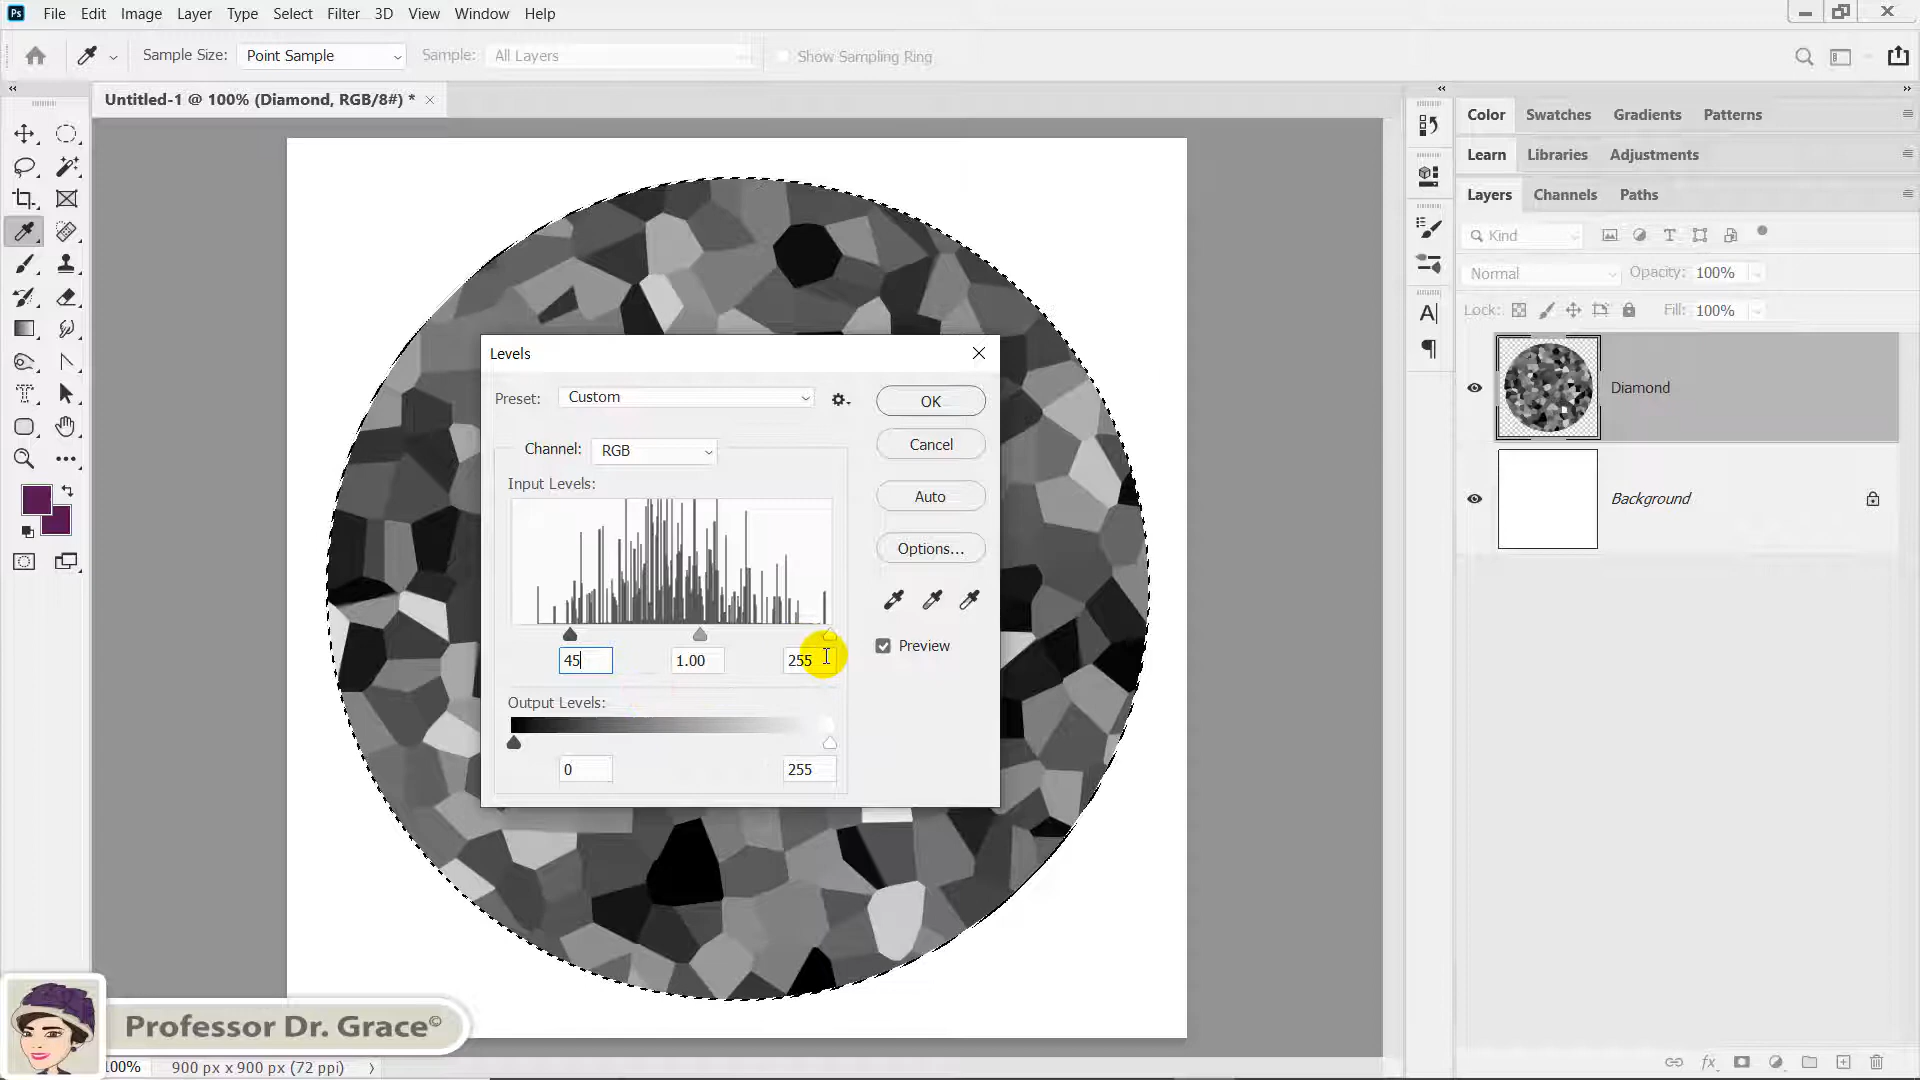 Ps File Edit Image Layer Type Select Filter 3D View Window Help
Sample Size: Point Sample Sample: All Layers Show Sampling Ring
Untitled-1 @ 100% (Diamond, RGB/8#) *
Color Swatches Gradients Patterns
Learn Libraries Adjustments
Layers Channels Paths
Kind
Normal Opacity: 100%
Lock: Fill: 100%
Diamond
Background
Levels
Preset: Custom
OK
Channel: RGB
Cancel
Input Levels:
Auto
Options...
Preview
45 1.00 255
Output Levels:
0 255
Professor Dr. Grace©
100% 900 px x 900 px (72 ppi)
fx